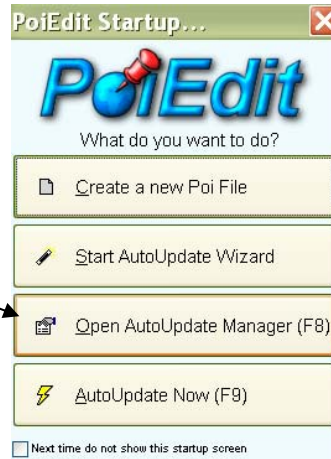 PoiEdit Startup...
PoiEdit
What do you want to do?
Create a new Poi File
Start AutoUpdate Wizard
Open AutoUpdate Manager (F8)
AutoUpdate Now (F9)
Next time do not show this startup screen